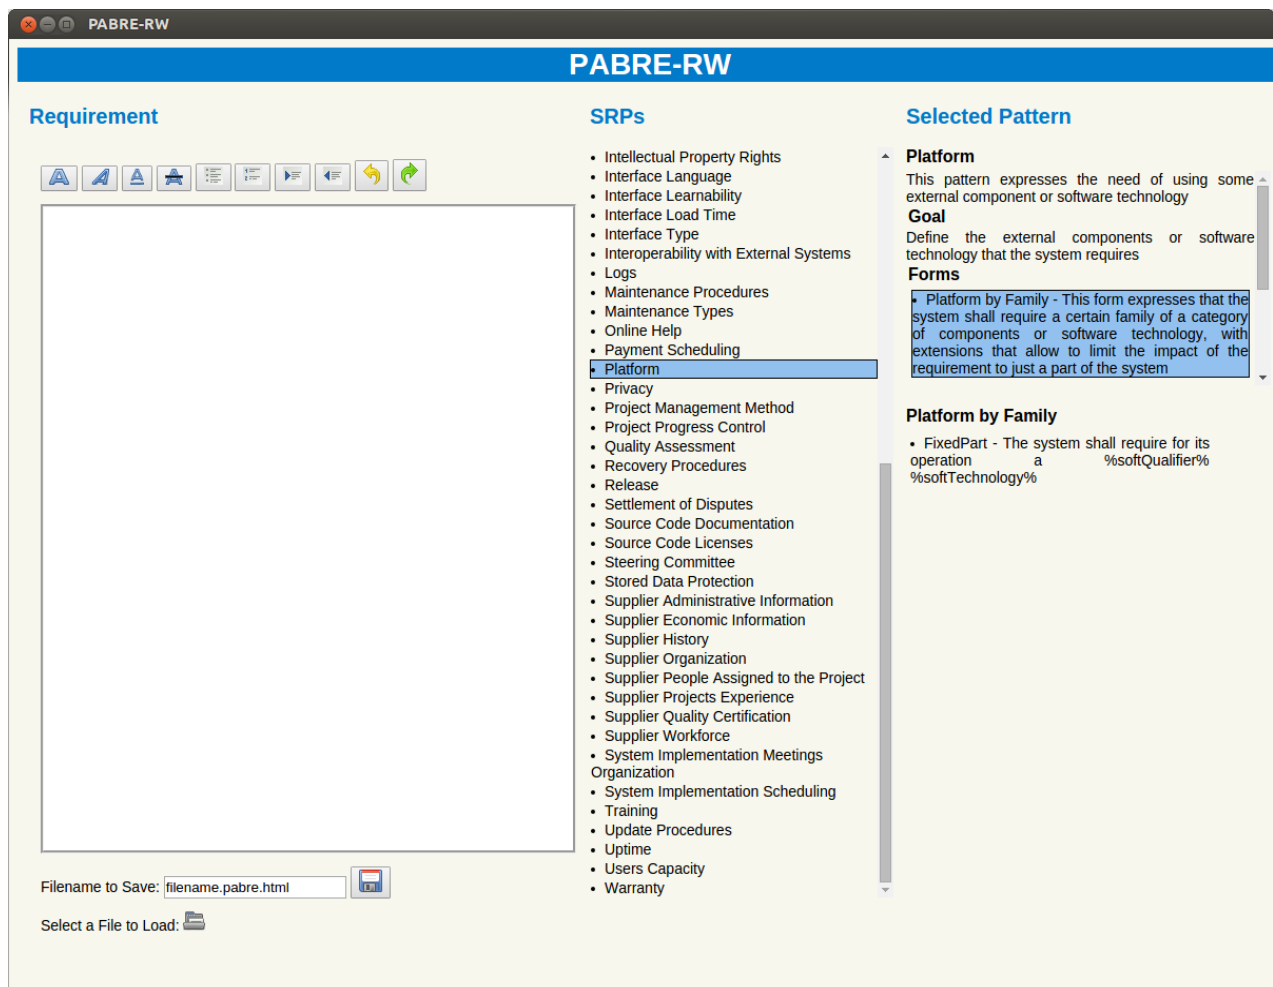 PABRE-RW
PABRE-RW
Requirement
Filename to Save: filename.pabre.html
Select a File to Load:
SRPs
• Intellectual Property Rights
• Interface Language
• Interface Learnability
• Interface Load Time
• Interface Type
• Interoperability with External Systems
• Logs
• Maintenance Procedures
• Maintenance Types
• Online Help
• Payment Scheduling
• Platform
• Privacy
• Project Management Method
• Project Progress Control
• Quality Assessment
• Recovery Procedures
• Release
• Settlement of Disputes
• Source Code Documentation
• Source Code Licenses
• Steering Committee
• Stored Data Protection
• Supplier Administrative Information
• Supplier Economic Information
• Supplier History
• Supplier Organization
• Supplier People Assigned to the Project
• Supplier Projects Experience
• Supplier Quality Certification
• Supplier Workforce
• System Implementation Meetings
Organization
• System Implementation Scheduling
• Training
• Update Procedures
• Uptime
• Users Capacity
• Warranty
Selected Pattern
Platform
This pattern expresses the need of using some
external component or software technology
Goal
Define the external components or software
technology that the system requires
Forms
• Platform by Family - This form expresses that the
system shall require a certain family of a category
of components or software technology, with
extensions that allow to limit the impact of the
requirement to just a part of the system
Platform by Family
• FixedPart - The system shall require for its
operation a %softQualifier%
%softTechnology%